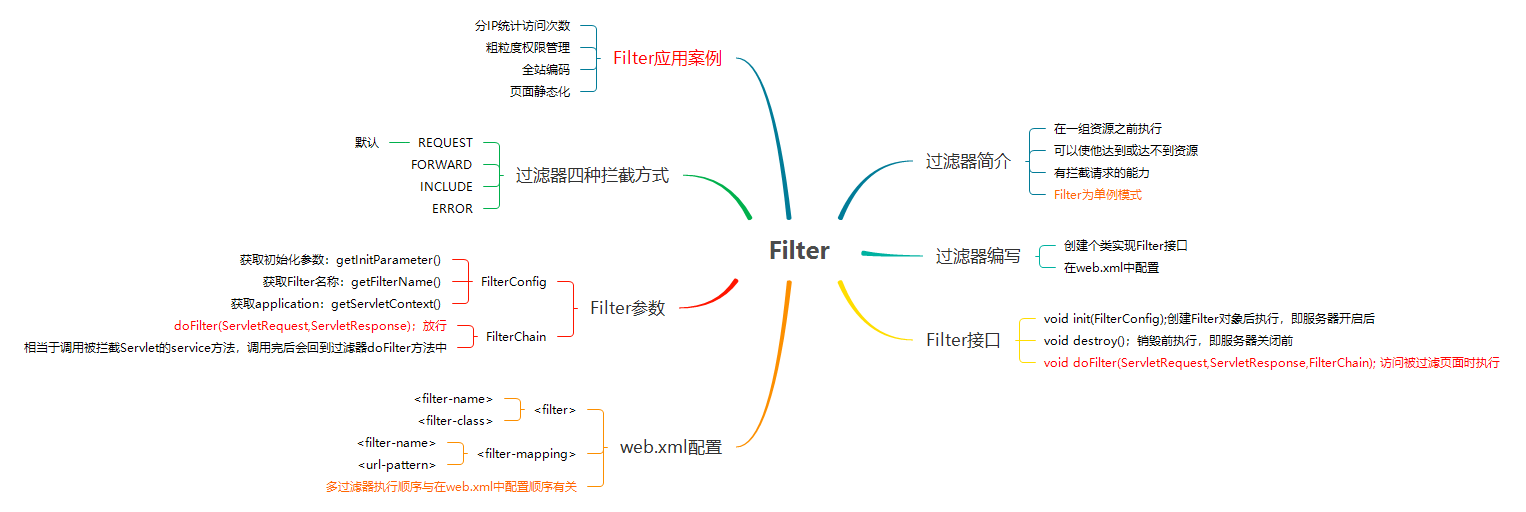 Filter
Filter应用案例
分IP统计访问次数
粗粒度权限管理
全站编码
页面静态化
过滤器四种拦截方式
REQUEST
默认
FORWARD
INCLUDE
ERROR
Filter参数
FilterConfig
获取初始化参数：getInitParameter()
获取Filter名称：getFilterName()
获取application：getServletContext()
FilterChain
doFilter(ServletRequest,ServletResponse)；放行
相当于调用被拦截Servlet的service方法，调用完后会回到过滤器doFilter方法中
web.xml配置
<filter>
<filter-name>
<filter-class>
<filter-mapping>
<filter-name>
<url-pattern>
多过滤器执行顺序与在web.xml中配置顺序有关
过滤器简介
在一组资源之前执行
可以使他达到或达不到资源
有拦截请求的能力
Filter为单例模式
过滤器编写
创建个类实现Filter接口
在web.xml中配置
Filter接口
void init(FilterConfig);创建Filter对象后执行，即服务器开启后
void destroy()；销毁前执行，即服务器关闭前
void doFilter(ServletRequest,ServletResponse,FilterChain); 访问被过滤页面时执行